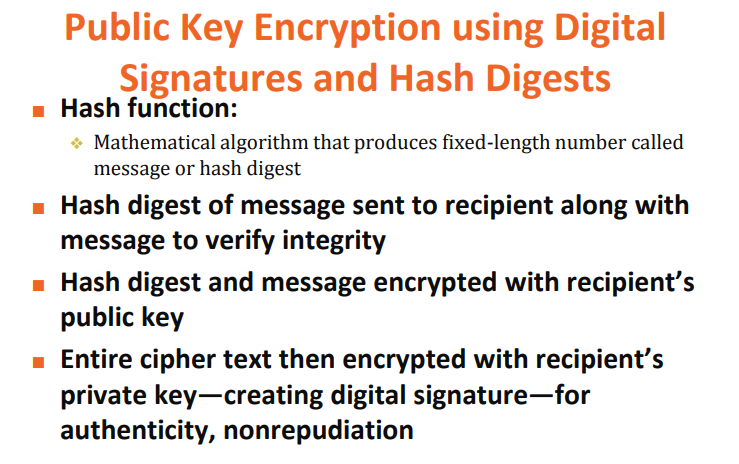 Public Key Encryption using Digital
Signatures and Hash Digests
Hash function:
Mathematical algorithm that produces fixed-length number called
message or hash digest
Hash digest of message sent to recipient along with
message to verify integrity
Hash digest and message encrypted with recipient’s
public key
Entire cipher text then encrypted with recipient’s
private key—creating digital signature—for
authenticity, nonrepudiation